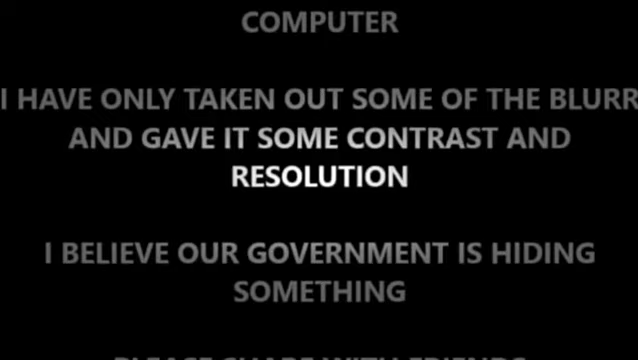 COMPUTER
I HAVE ONLY TAKEN OUT SOME OF THE BLURR
AND GAVE IT SOME CONTRAST AND
RESOLUTION
I BELIEVE OUR GOVERNMENT IS HIDING
SOMETHING
PLEASE SHARE WITH FRIENDS